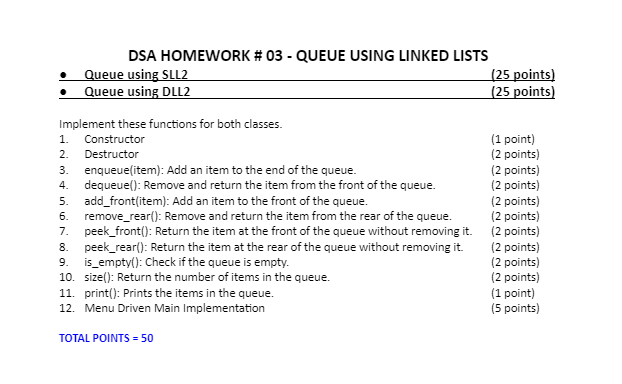 DSA HOMEWORK # 03 - QUEUE USING LINKED LISTS
● Queue using SLL2 (25 points)
● Queue using DLL2 (25 points)
Implement these functions for both classes.
1. Constructor (1 point)
2. Destructor (2 points)
3. enqueue(item): Add an item to the end of the queue. (2 points)
4. dequeue(): Remove and return the item from the front of the queue. (2 points)
5. add_front(item): Add an item to the front of the queue. (2 points)
6. remove_rear(): Remove and return the item from the rear of the queue. (2 points)
7. peek_front(): Return the item at the front of the queue without removing it. (2 points)
8. peek_rear(): Return the item at the rear of the queue without removing it. (2 points)
9. is_empty(): Check if the queue is empty. (2 points)
10. size(): Return the number of items in the queue. (2 points)
11. print(): Prints the items in the queue. (1 point)
12. Menu Driven Main Implementation (5 points)
TOTAL POINTS = 50